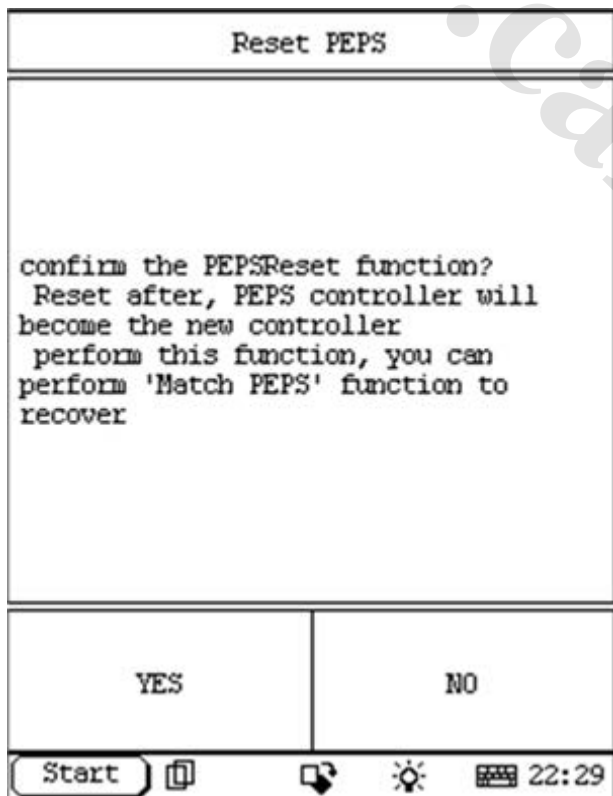 Reset PEPS
confirm the PEPSReset function?
Reset after, PEPS controller will
become the new controller
perform this function, you can
perform 'Match PEPS' function to
recover
YES
NO
Start
22:29